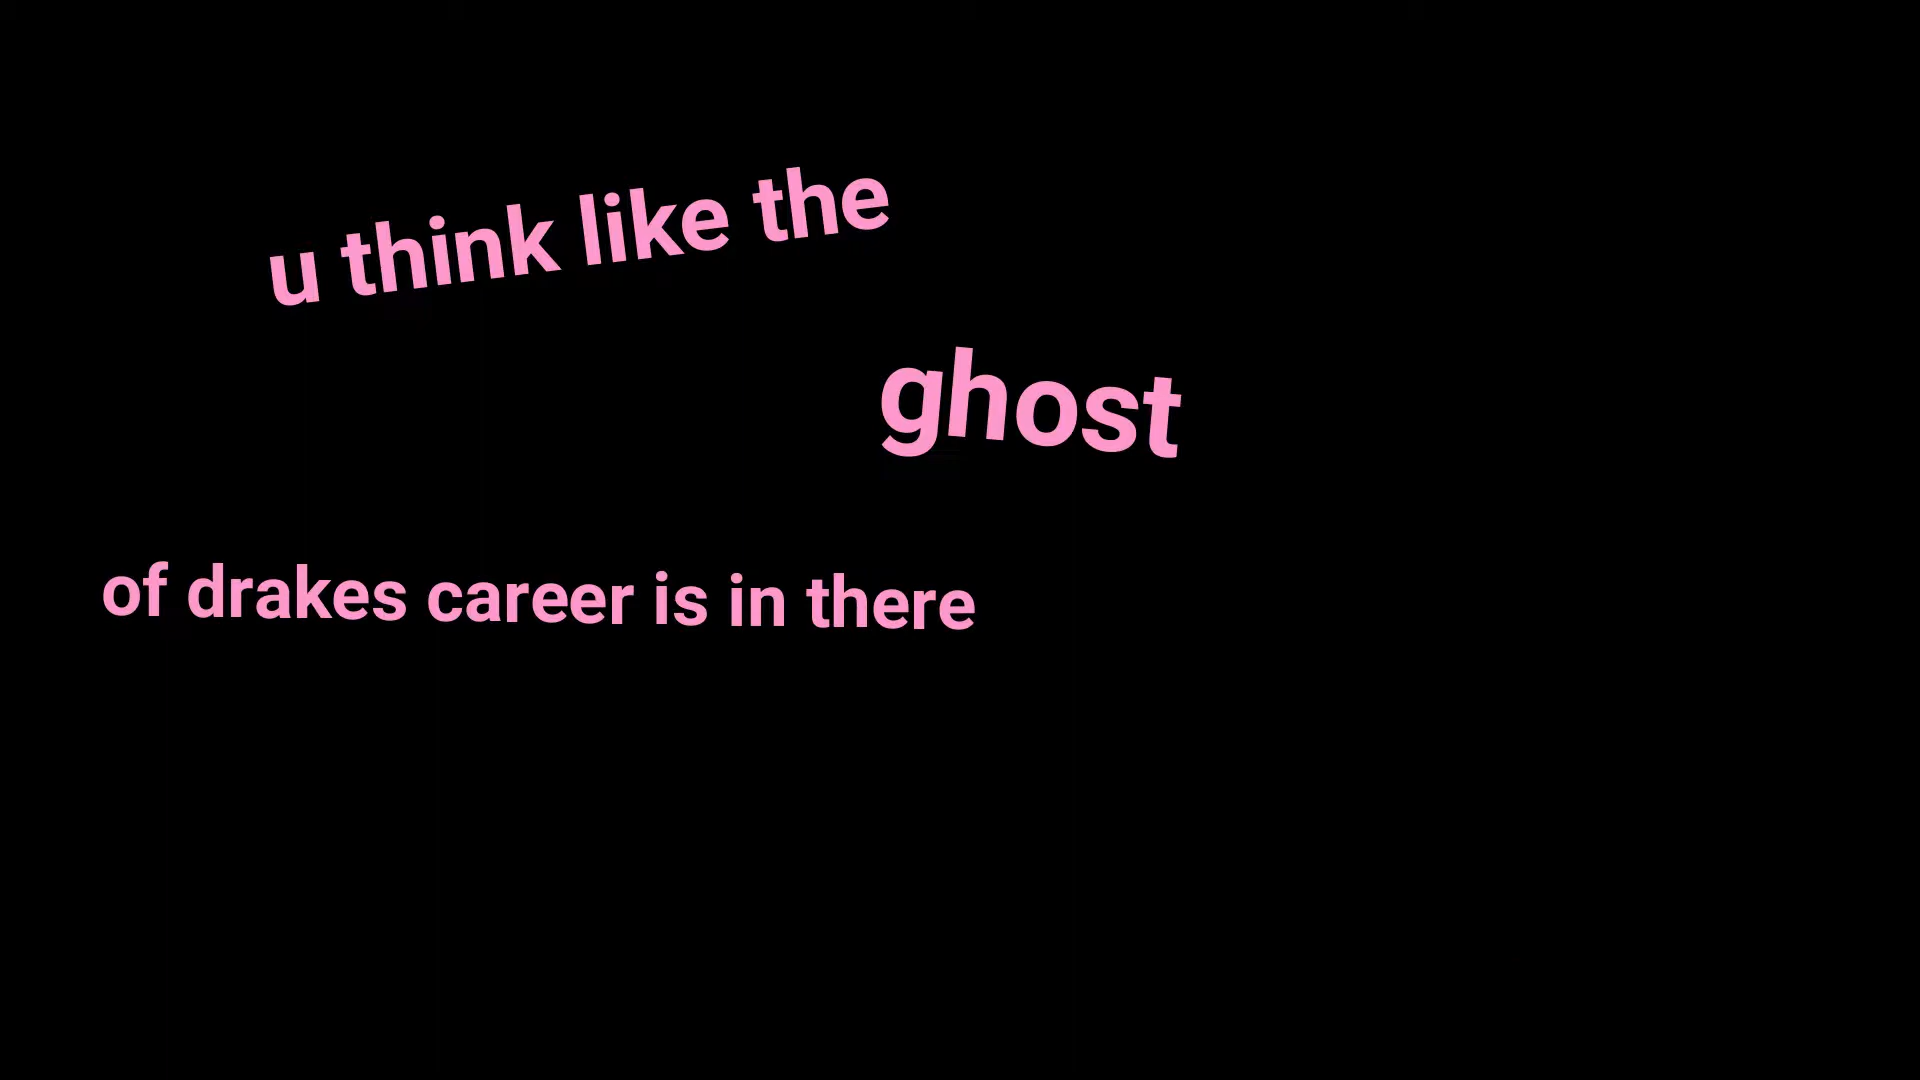 u think like the
ghost
of drakes career is in there